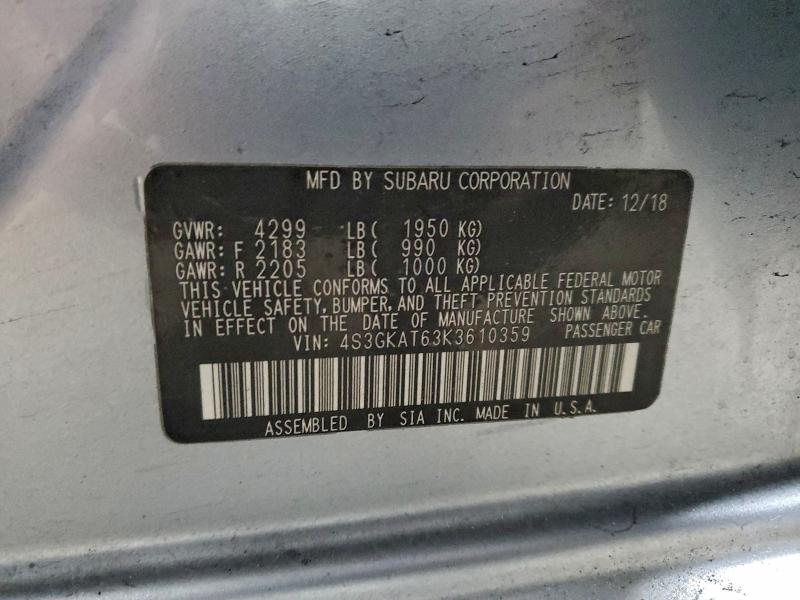 MFD BY SUBARU CORPORATION
DATE: 12/18
GVWR: 4299 LB( 1950 KG)
GAWR: F 2183 LB( 990 KG)
GAWR: R 2205 LB( 1000 KG)
THIS VEHICLE CONFORMS TO ALL APPLICABLE FEDERAL MOTOR
VEHICLE SAFETY, BUMPER, AND THEFT PREVENTION STANDARDS
IN EFFECT ON THE DATE OF MANUFACTURE SHOWN ABOVE.
VIN: 4S3GKAT63K3610359 PASSENGER CAR
ASSEMBLED BY SIA INC. MADE IN U.S.A.